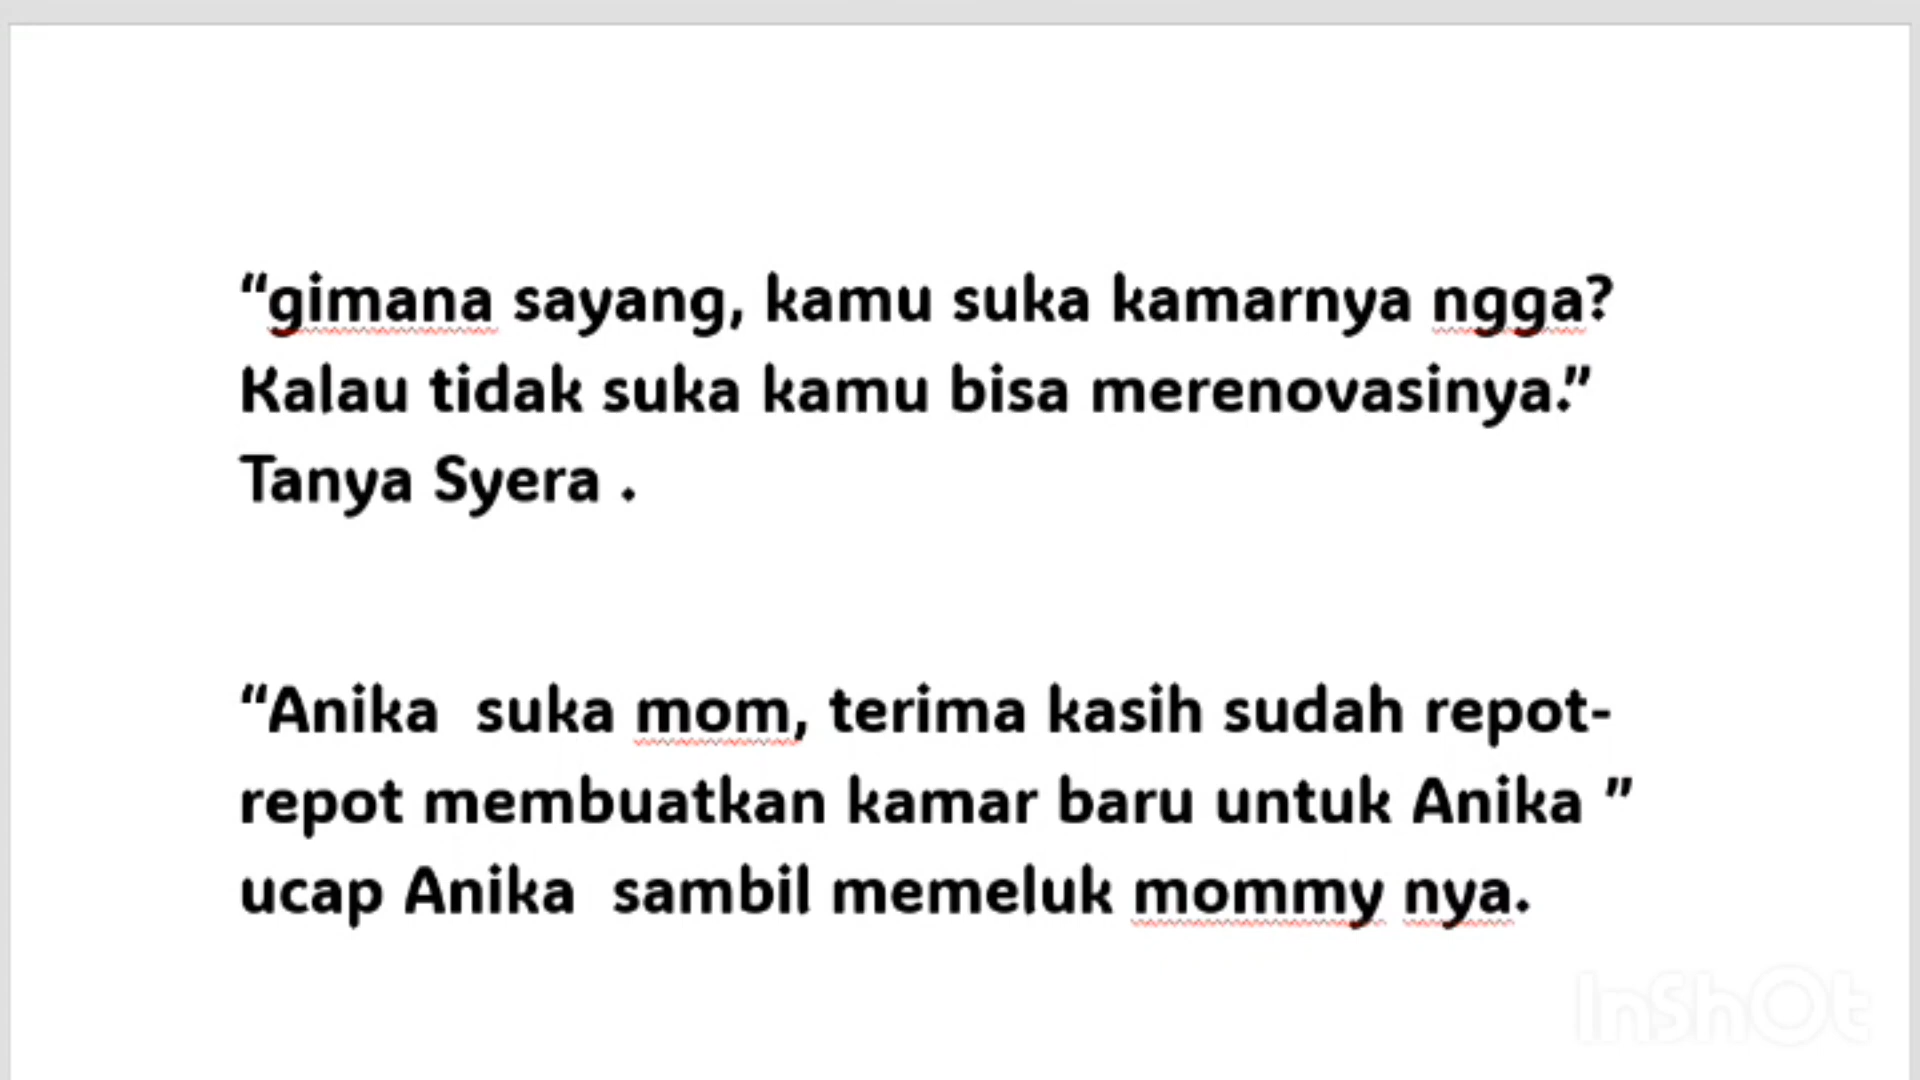 “gimana sayang, kamu suka kamarnya ngga?
Kalau tidak suka kamu bisa merenovasinya.”
Tanya Syera .
“Anika  suka mom, terima kasih sudah repot-
repot membuatkan kamar baru untuk Anika ”
ucap Anika  sambil memeluk mommy nya.
InShOt